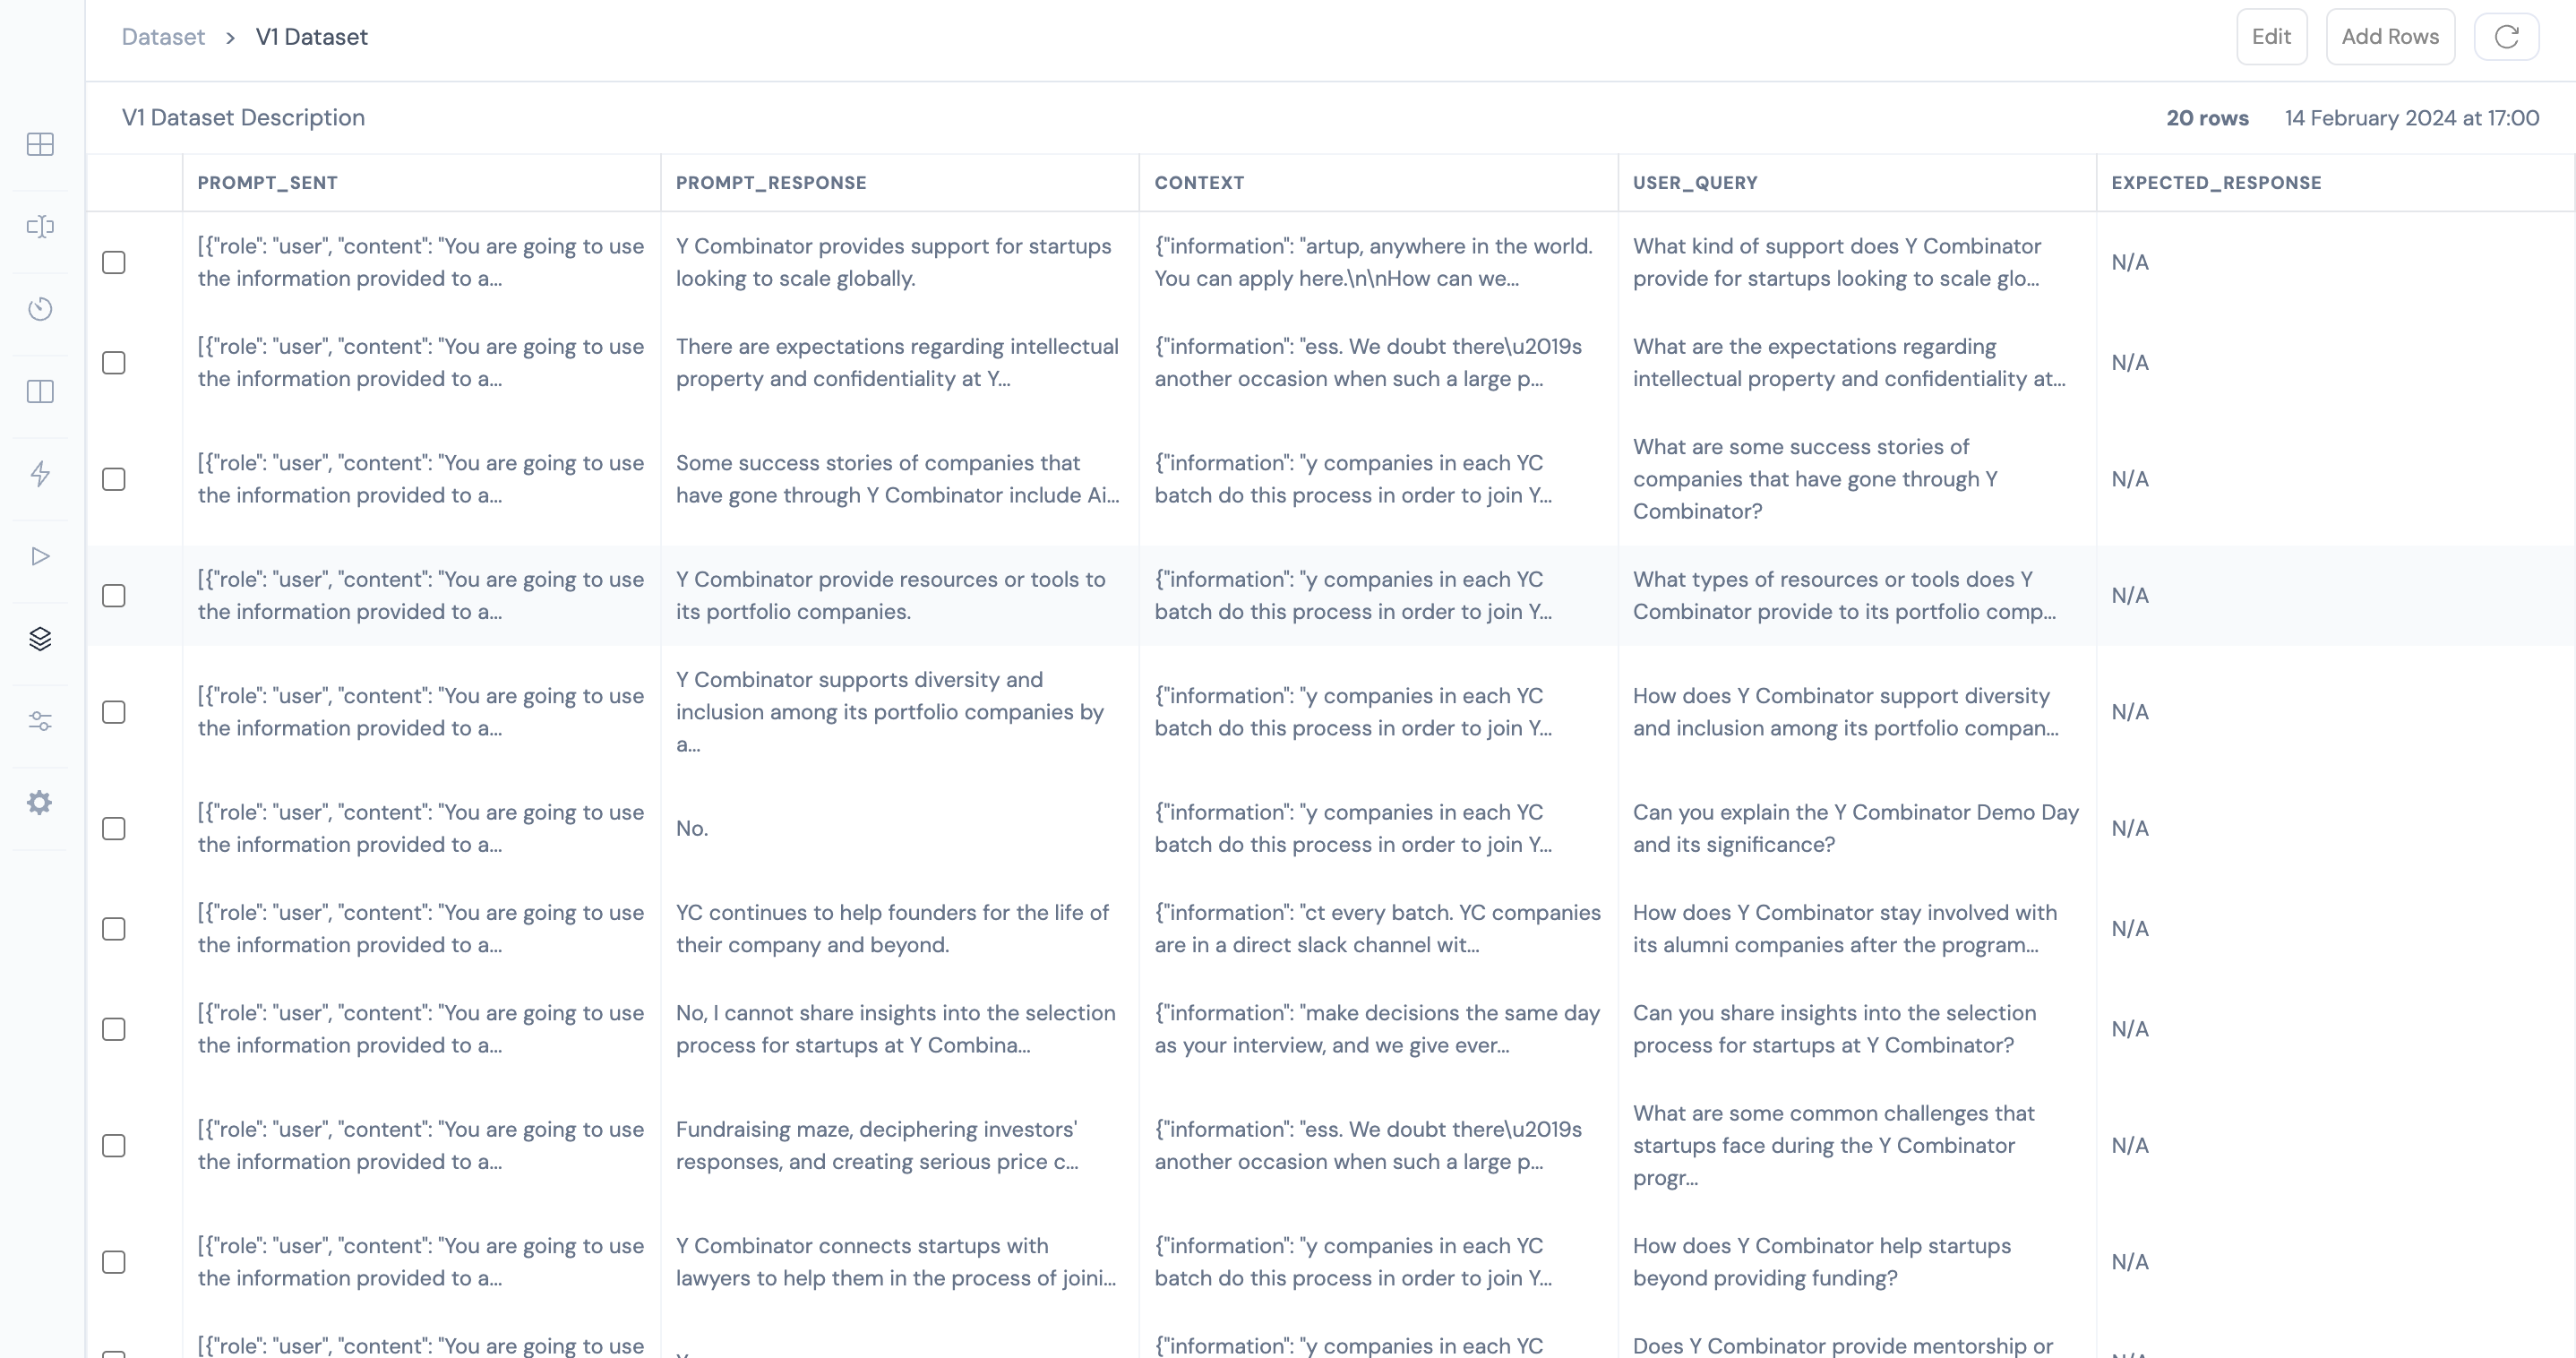 Dataset > V1 Dataset
Edit
Add Rows
V1 Dataset Description
20 rows
14 February 2024 at 17:00
PROMPT_SENT
PROMPT_RESPONSE
CONTEXT
USER_QUERY
EXPECTED_RESPONSE
[{"role": "user", "content": "You are going to use
the information provided to a...
Y Combinator provides support for startups
looking to scale globally.
{"information": "artup, anywhere in the world.
You can apply here.\n\nHow can we...
What kind of support does Y Combinator
provide for startups looking to scale glo...
N/A
[{"role": "user", "content": "You are going to use
the information provided to a...
There are expectations regarding intellectual
property and confidentiality at Y...
{"information": "ess. We doubt there\u2019s
another occasion when such a large p...
What are the expectations regarding
intellectual property and confidentiality at...
N/A
[{"role": "user", "content": "You are going to use
the information provided to a...
Some success stories of companies that
have gone through Y Combinator include Ai...
{"information": "y companies in each YC
batch do this process in order to join Y...
What are some success stories of
companies that have gone through Y
Combinator?
N/A
[{"role": "user", "content": "You are going to use
the information provided to a...
Y Combinator provide resources or tools to
its portfolio companies.
{"information": "y companies in each YC
batch do this process in order to join Y...
What types of resources or tools does Y
Combinator provide to its portfolio comp...
N/A
[{"role": "user", "content": "You are going to use
the information provided to a...
Y Combinator supports diversity and
inclusion among its portfolio companies by
a...
{"information": "y companies in each YC
batch do this process in order to join Y...
How does Y Combinator support diversity
and inclusion among its portfolio compan...
N/A
[{"role": "user", "content": "You are going to use
the information provided to a...
No.
{"information": "y companies in each YC
batch do this process in order to join Y...
Can you explain the Y Combinator Demo Day
and its significance?
N/A
[{"role": "user", "content": "You are going to use
the information provided to a...
YC continues to help founders for the life of
their company and beyond.
{"information": "ct every batch. YC companies
are in a direct slack channel wit...
How does Y Combinator stay involved with
its alumni companies after the program...
N/A
[{"role": "user", "content": "You are going to use
the information provided to a...
No, I cannot share insights into the selection
process for startups at Y Combina...
{"information": "make decisions the same day
as your interview, and we give ever...
Can you share insights into the selection
process for startups at Y Combinator?
N/A
[{"role": "user", "content": "You are going to use
the information provided to a...
Fundraising maze, deciphering investors'
responses, and creating serious price c...
{"information": "ess. We doubt there\u2019s
another occasion when such a large p...
What are some common challenges that
startups face during the Y Combinator
progr...
N/A
[{"role": "user", "content": "You are going to use
the information provided to a...
Y Combinator connects startups with
lawyers to help them in the process of joini...
{"information": "y companies in each YC
batch do this process in order to join Y...
How does Y Combinator help startups
beyond providing funding?
N/A
[{"role": "user", "content": "You are going to use
{"information": "y companies in each YC
Does Y Combinator provide mentorship or